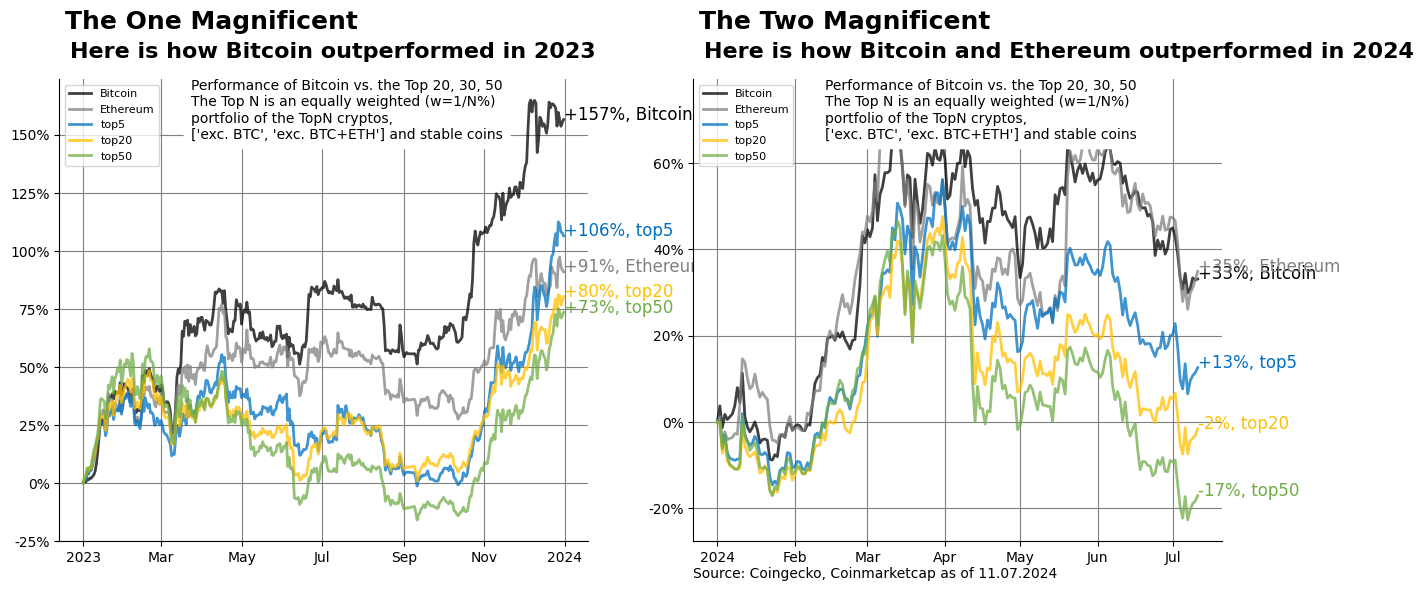 The One Magnificent
Here is how Bitcoin outperformed in 2023
Bitcoin
Ethereum
top5
top20
top50
Performance of Bitcoin vs. the Top 20, 30, 50
The Top N is an equally weighted (w=1/N%)
portfolio of the TopN cryptos,
['exc. BTC', 'exc. BTC+ETH'] and stable coins
150%
125%
100%
75%
50%
25%
0%
-25%
+157%, Bitcoin
+106%, top5
+91%, Ethereu
+80%, top20
+73%, top50
2023
Mar
May
Jul
Sep
Nov
2024
The Two Magnificent
Here is how Bitcoin and Ethereum outperformed in 2024
Bitcoin
Ethereum
top5
top20
top50
Performance of Bitcoin vs. the Top 20, 30, 50
The Top N is an equally weighted (w=1/N%)
portfolio of the TopN cryptos,
['exc. BTC', 'exc. BTC+ETH'] and stable coins
60%
40%
20%
0%
-20%
+35%, Ethereum
+33%, Bitcoin
+13%, top5
-2%, top20
-17%, top50
2024
Feb
Mar
Apr
May
Jun
Jul
Source: Coingecko, Coinmarketcap as of 11.07.2024